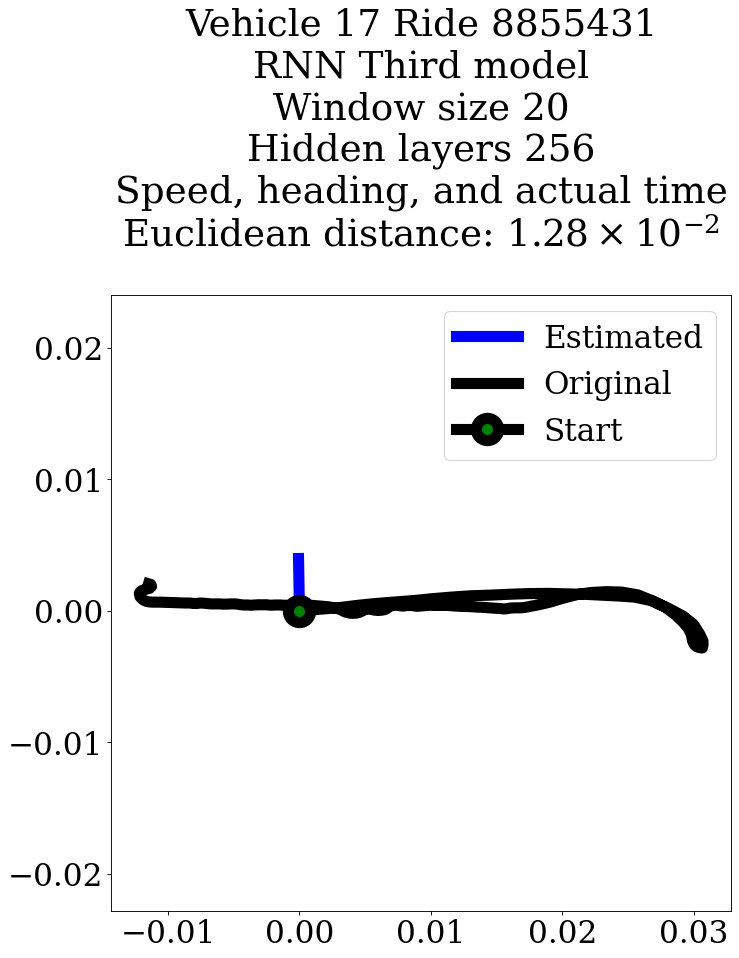 Vehicle 17 Ride 8855431
RNN Third model
Window size 20
Hidden layers 256
Speed, heading, and actual time
Euclidean distance: 1.28 × 10⁻²
Estimated
Original
Start
0.02
0.01
0.00
−0.01
−0.02
−0.01 0.00 0.01 0.02 0.03